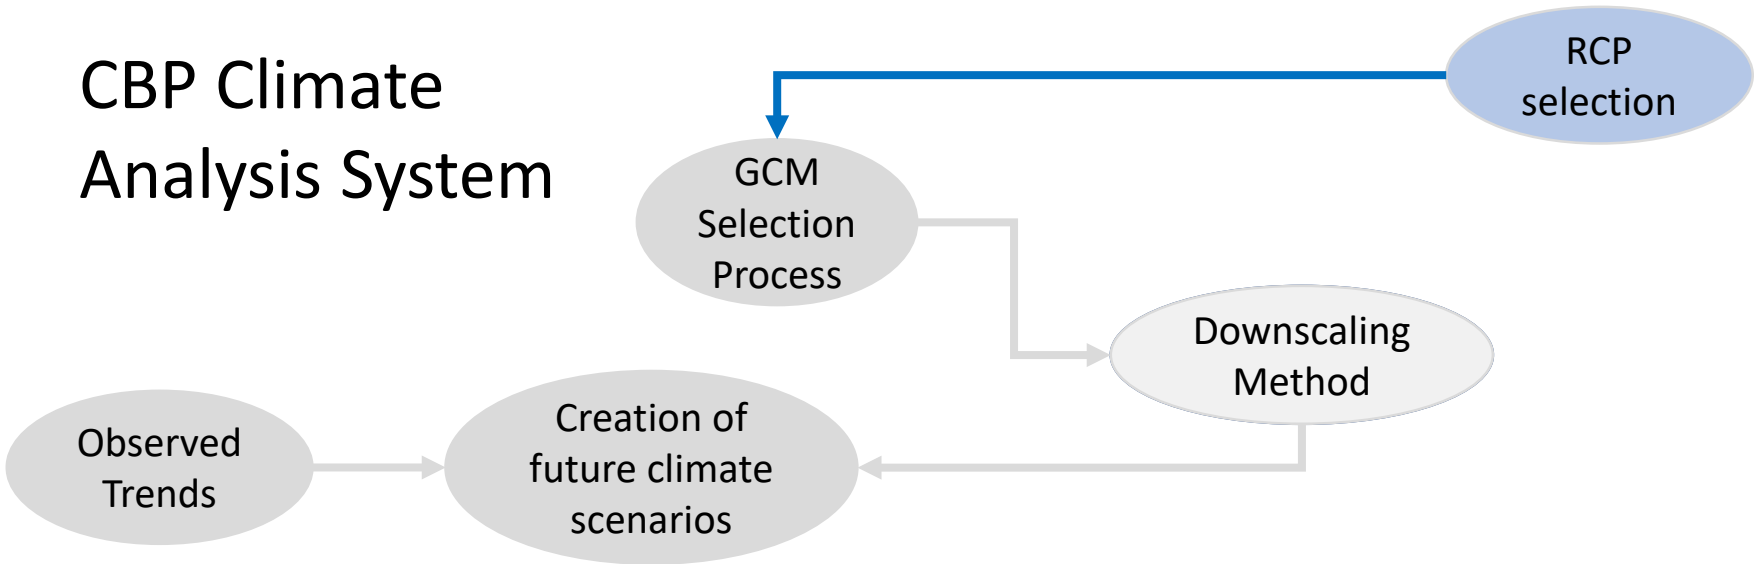 CBP Climate
Analysis System
RCP
selection
GCM
Selection
Process
Downscaling
Method
Observed
Trends
Creation of
future climate
scenarios